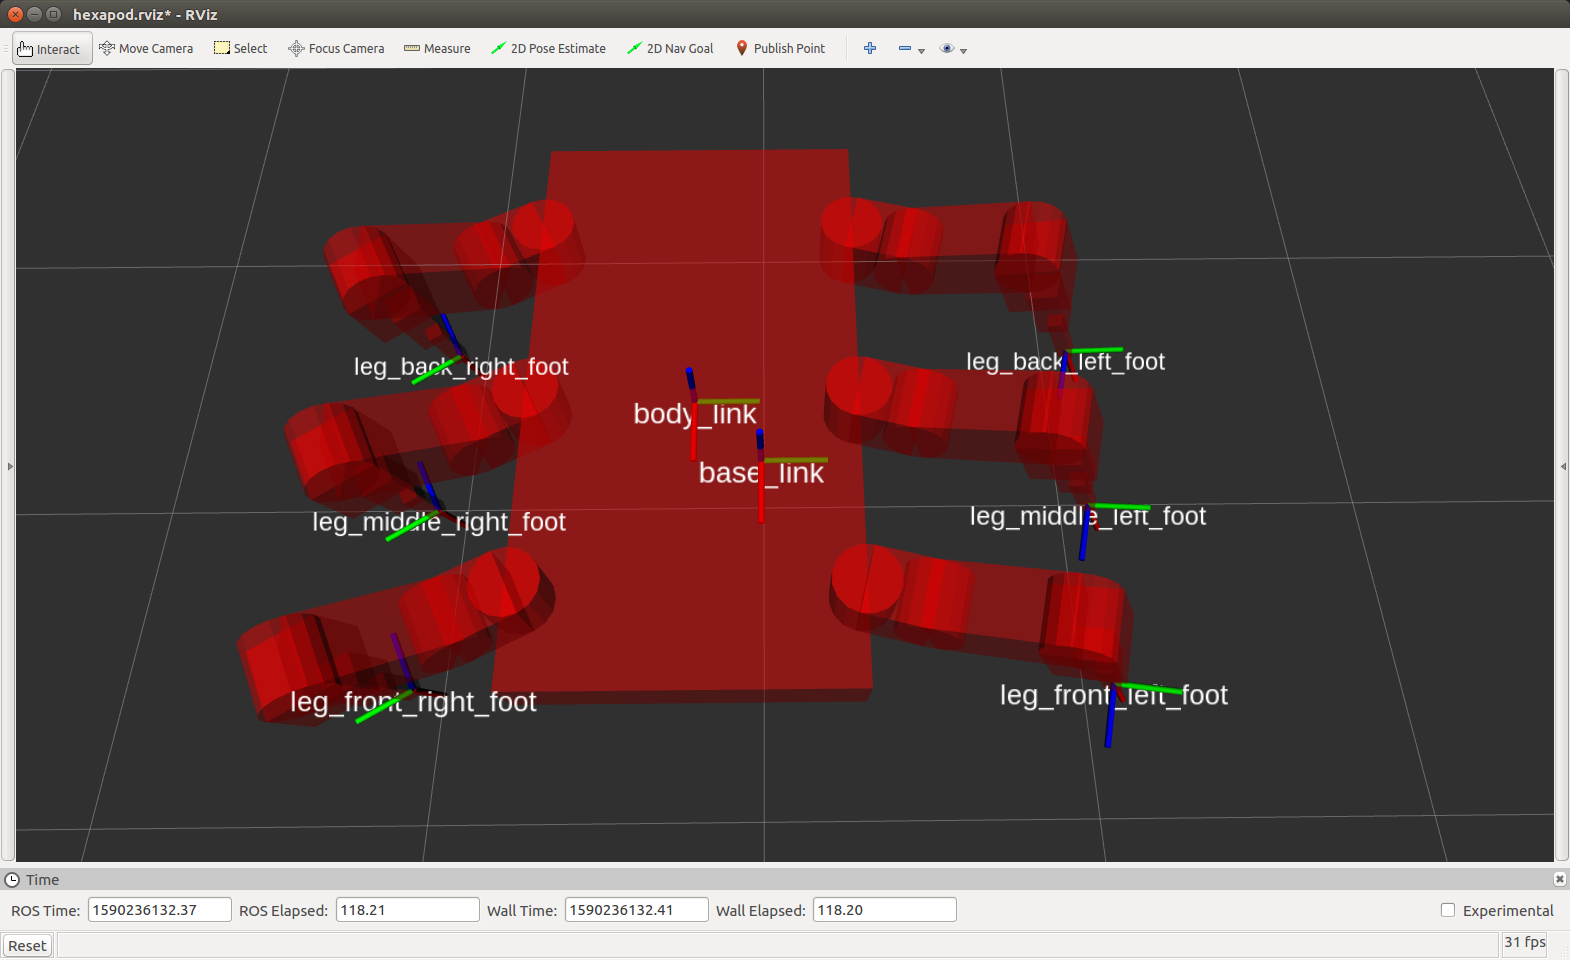 hexapod.rviz* - RViz
Interact Move Camera Select Focus Camera Measure 2D Pose Estimate 2D Nav Goal Publish Point
leg_back_right_foot
leg_back_left_foot
body_link
base_link
leg_middle_right_foot
leg_middle_left_foot
leg_front_right_foot
leg_front_left_foot
Time
ROS Time: 1590236132.37 ROS Elapsed: 118.21 Wall Time: 1590236132.41 Wall Elapsed: 118.20 Experimental
Reset 31 fps